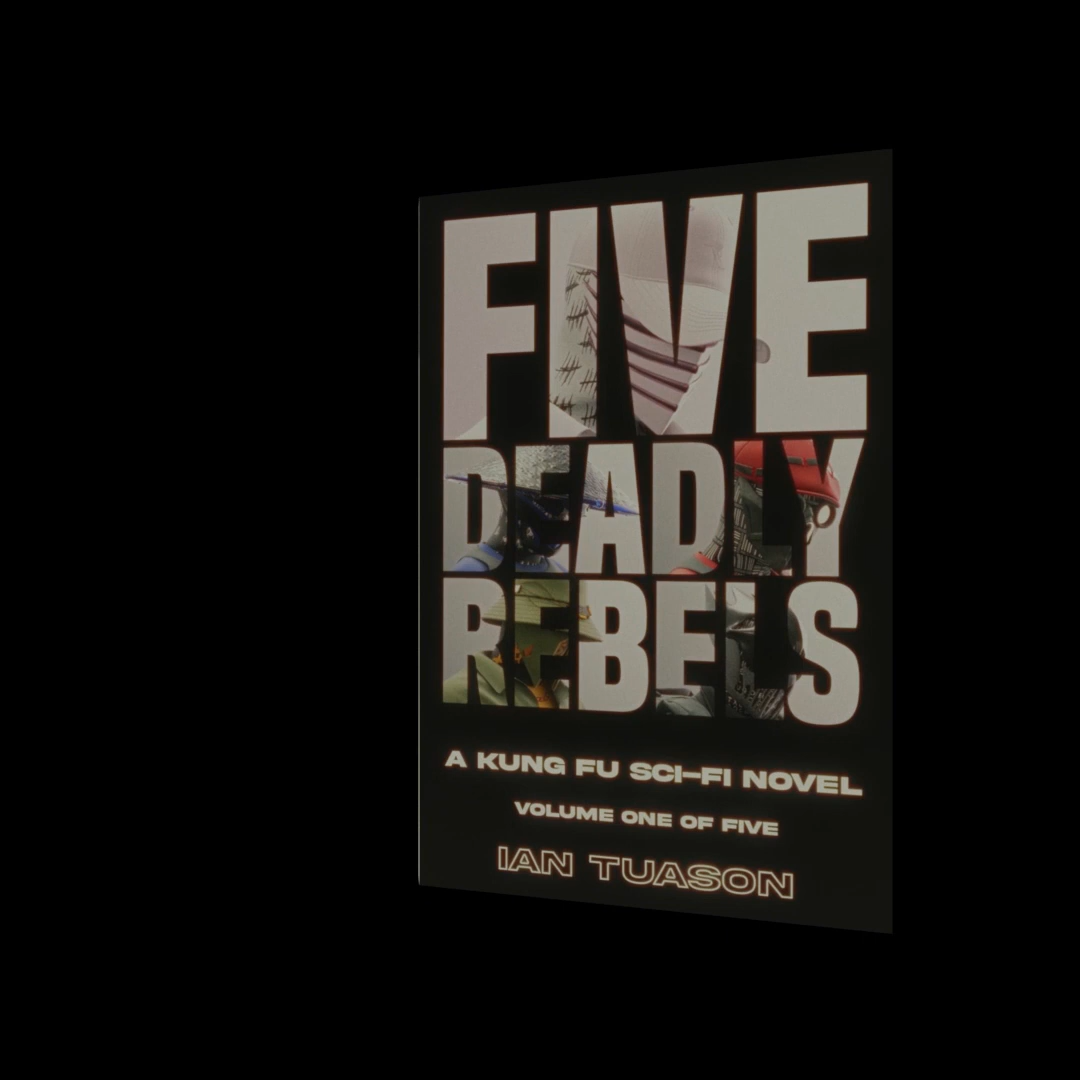 FIVE
DEADLY
REBELS
A KUNG FU SCI-FI NOVEL
VOLUME ONE OF FIVE
IAN TUASON